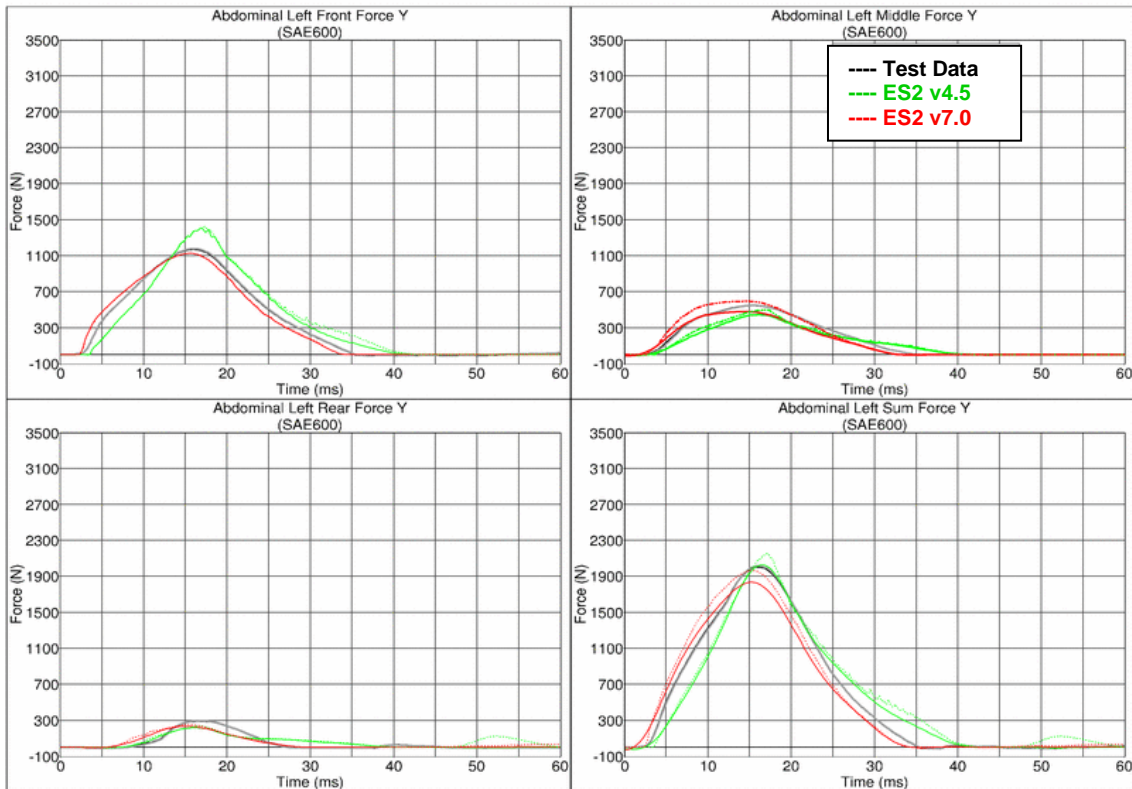 Abdominal Left Front Force Y
(SAE600)
3500
3100
2700
2300
1900
1500
1100
700
300
-100
Force (N)
0 10 20 30 40 50 60
Time (ms)
Abdominal Left Middle Force Y
(SAE600)
3500
3100
2700
2300
1900
1500
1100
700
300
-100
Force (N)
0 10 20 30 40 50 60
Time (ms)
---- Test Data
---- ES2 v4.5
---- ES2 v7.0
Abdominal Left Rear Force Y
(SAE600)
3500
3100
2700
2300
1900
1500
1100
700
300
-100
Force (N)
0 10 20 30 40 50 60
Time (ms)
Abdominal Left Sum Force Y
(SAE600)
3500
3100
2700
2300
1900
1500
1100
700
300
-100
Force (N)
0 10 20 30 40 50 60
Time (ms)